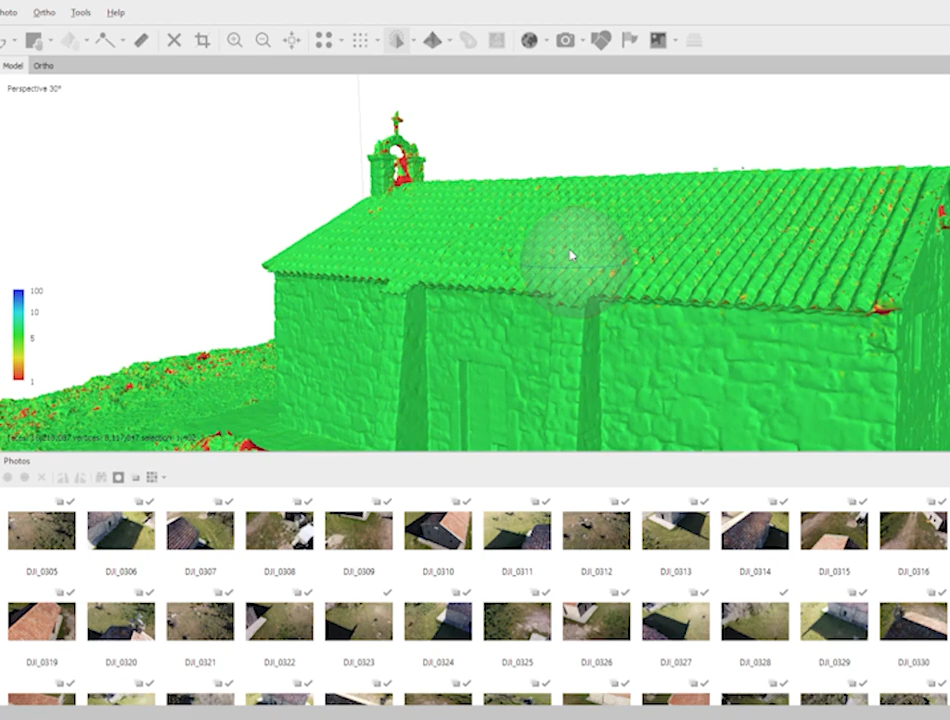 hoto Ortho Tools Help
Model Ortho
Perspective 30°
100
10
5
1
Photos
DJI_0305 DJI_0306 DJI_0307 DJI_0308 DJI_0309 DJI_0310 DJI_0311 DJI_0312 DJI_0313 DJI_0314 DJI_0315 DJI_0316
DJI_0319 DJI_0320 DJI_0321 DJI_0322 DJI_0323 DJI_0324 DJI_0325 DJI_0326 DJI_0327 DJI_0328 DJI_0329 DJI_0330